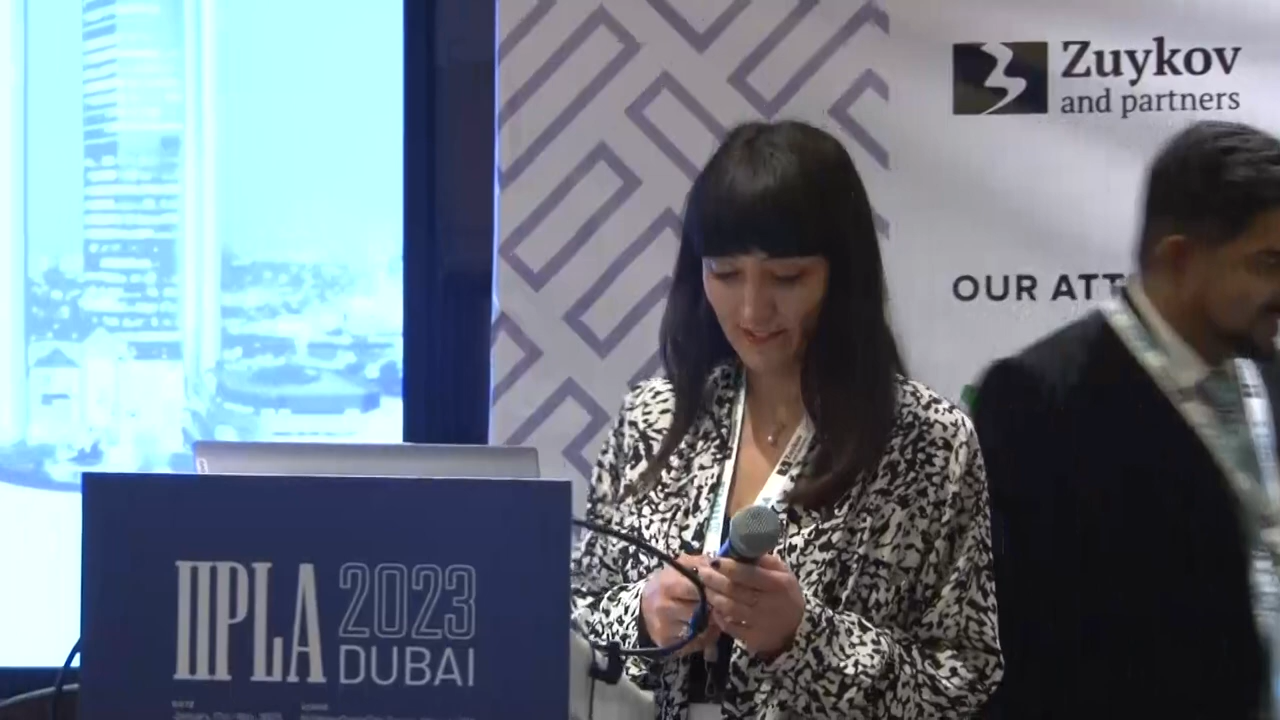 Zuykov
and partners
OUR ATT
IIPLA 2023
DUBAI